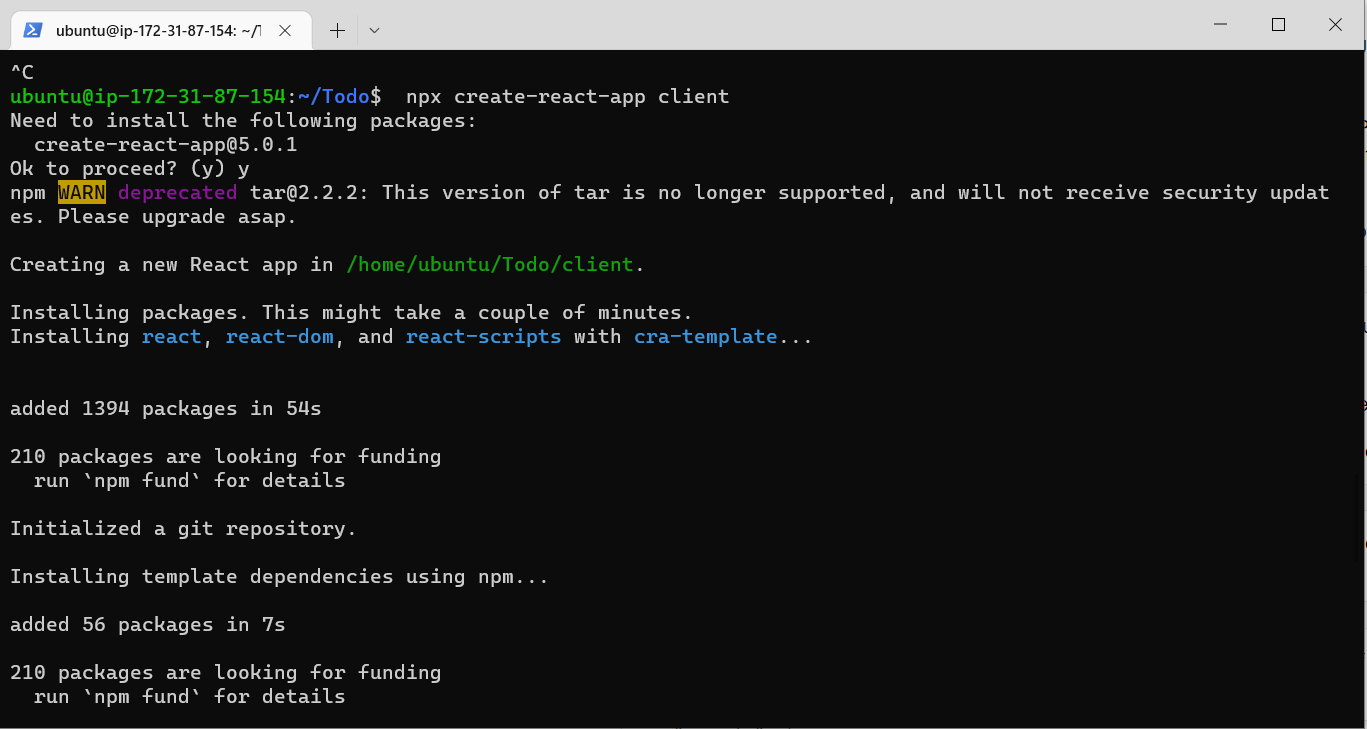 ubuntu@ip-172-31-87-154: ~/T
^C
ubuntu@ip-172-31-87-154:~/Todo$  npx create-react-app client
Need to install the following packages:
  create-react-app@5.0.1
Ok to proceed? (y) y
npm WARN deprecated tar@2.2.2: This version of tar is no longer supported, and will not receive security updat
es. Please upgrade asap.
Creating a new React app in /home/ubuntu/Todo/client.
Installing packages. This might take a couple of minutes.
Installing react, react-dom, and react-scripts with cra-template...
added 1394 packages in 54s
210 packages are looking for funding
  run `npm fund` for details
Initialized a git repository.
Installing template dependencies using npm...
added 56 packages in 7s
210 packages are looking for funding
  run `npm fund` for details